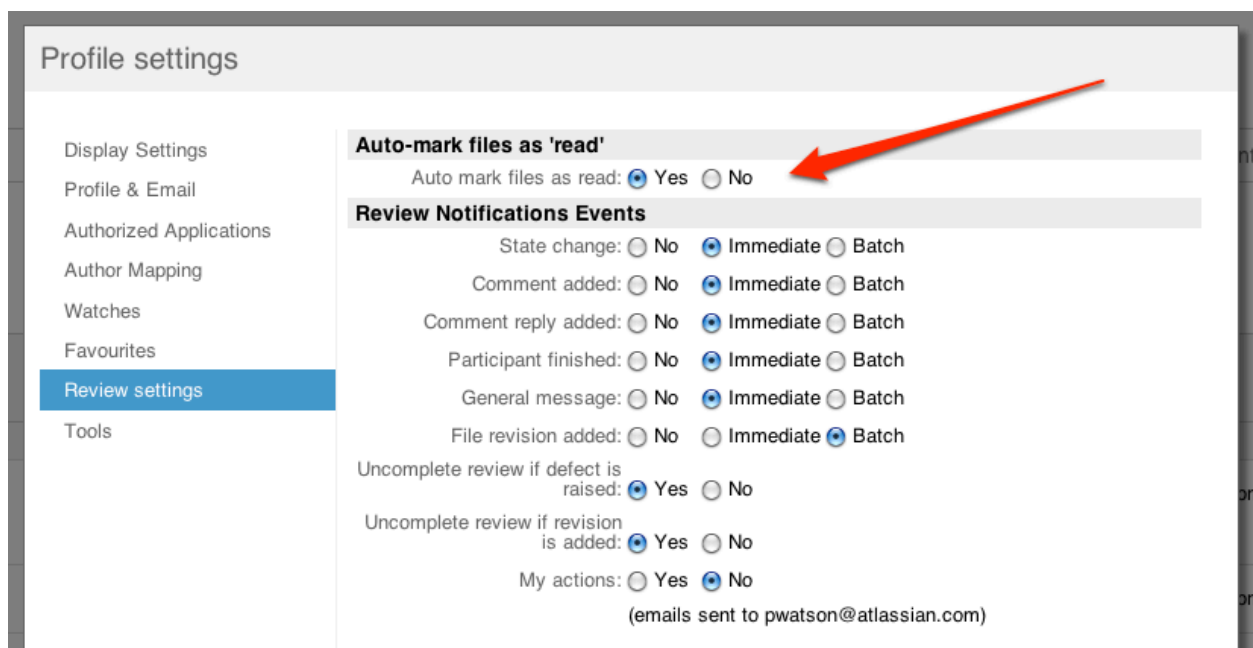 Profile settings
Display Settings
Profile & Email
Authorized Applications
Author Mapping
Watches
Favourites
Review settings
Tools
Auto-mark files as 'read'
Auto mark files as read: Yes No
Review Notifications Events
State change: No Immediate Batch
Comment added: No Immediate Batch
Comment reply added: No Immediate Batch
Participant finished: No Immediate Batch
General message: No Immediate Batch
File revision added: No Immediate Batch
Uncomplete review if defect is
raised: Yes No
Uncomplete review if revision
is added: Yes No
My actions: Yes No
(emails sent to pwatson@atlassian.com)